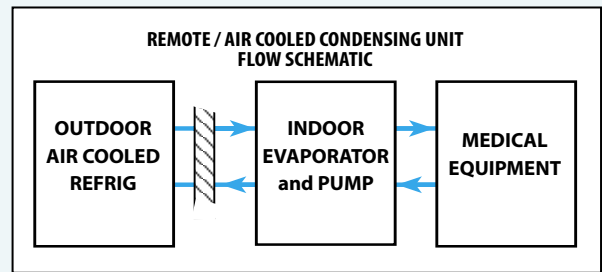 REMOTE / AIR COOLED CONDENSING UNIT
FLOW SCHEMATIC
OUTDOOR
AIR COOLED
REFRIG
INDOOR
EVAPORATOR
and PUMP
MEDICAL
EQUIPMENT